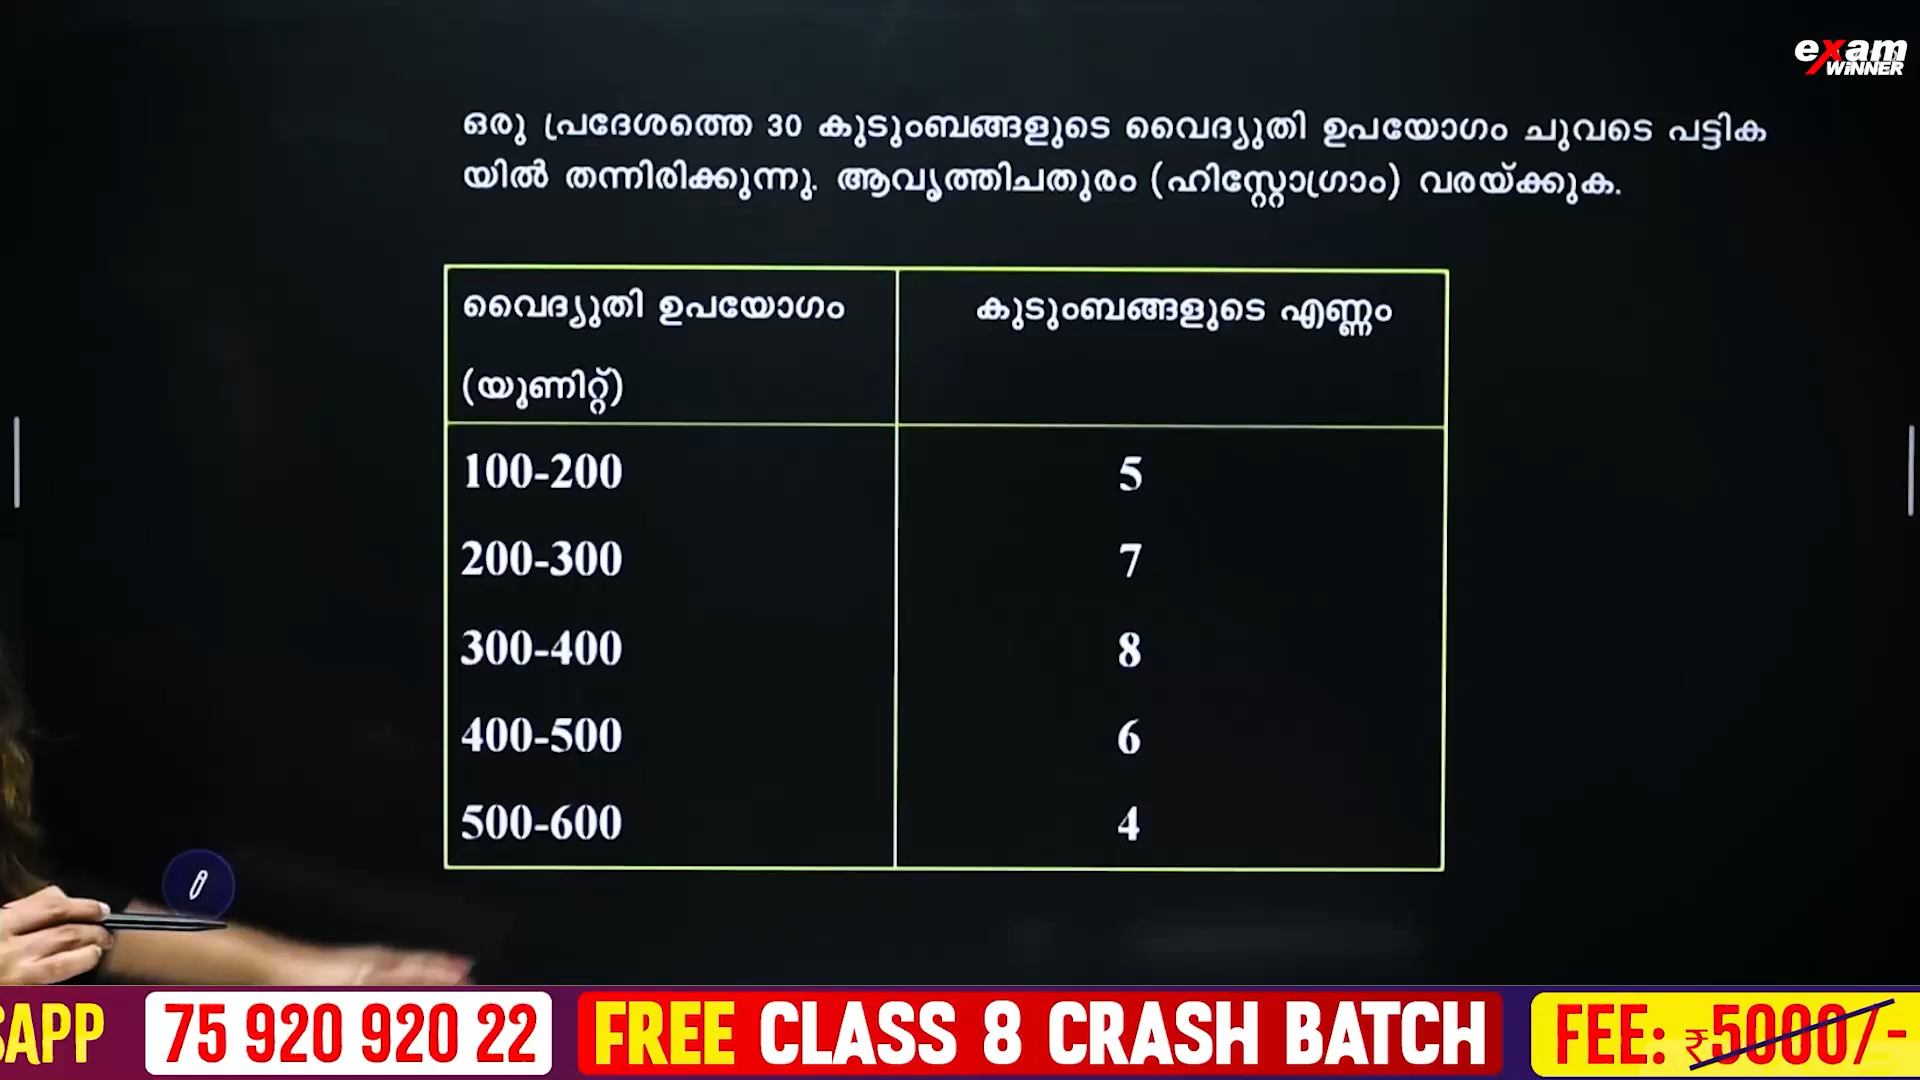 exam
WINNER
ഒരു പ്രദേശത്തെ 30 കുടുംബങ്ങളുടെ വൈദ്യുതി ഉപയോഗം ചുവടെ പട്ടിക
യിൽ തന്നിരിക്കുന്നു. ആവൃത്തിചതുരം (ഹിസ്റ്റോഗ്രാം) വരയ്ക്കുക.
വൈദ്യുതി ഉപയോഗം കുടുംബങ്ങളുടെ എണ്ണം
(യൂണിറ്റ്)
100-200 5
200-300 7
300-400 8
400-500 6
500-600 4
SAPP 75 920 920 22 FREE CLASS 8 CRASH BATCH FEE: ₹5000/-